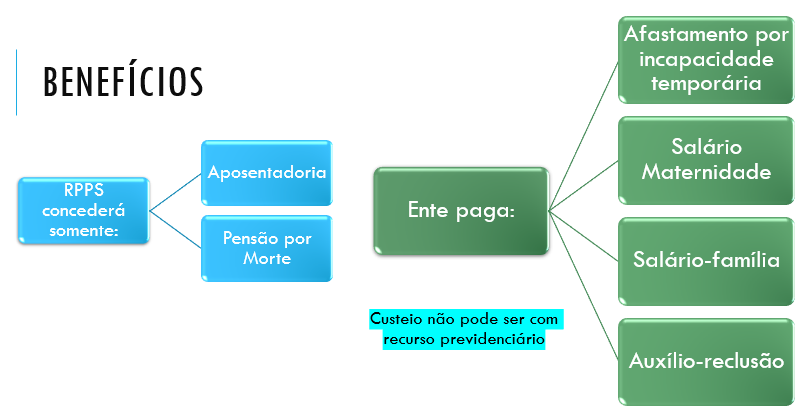 BENEFÍCIOS
RPPS
concederá
somente:
Aposentadoria
Pensão por
Morte
Ente paga:
Custeio não pode ser com
recurso previdenciário
Afastamento por
incapacidade
temporária
Salário
Maternidade
Salário-família
Auxílio-reclusão